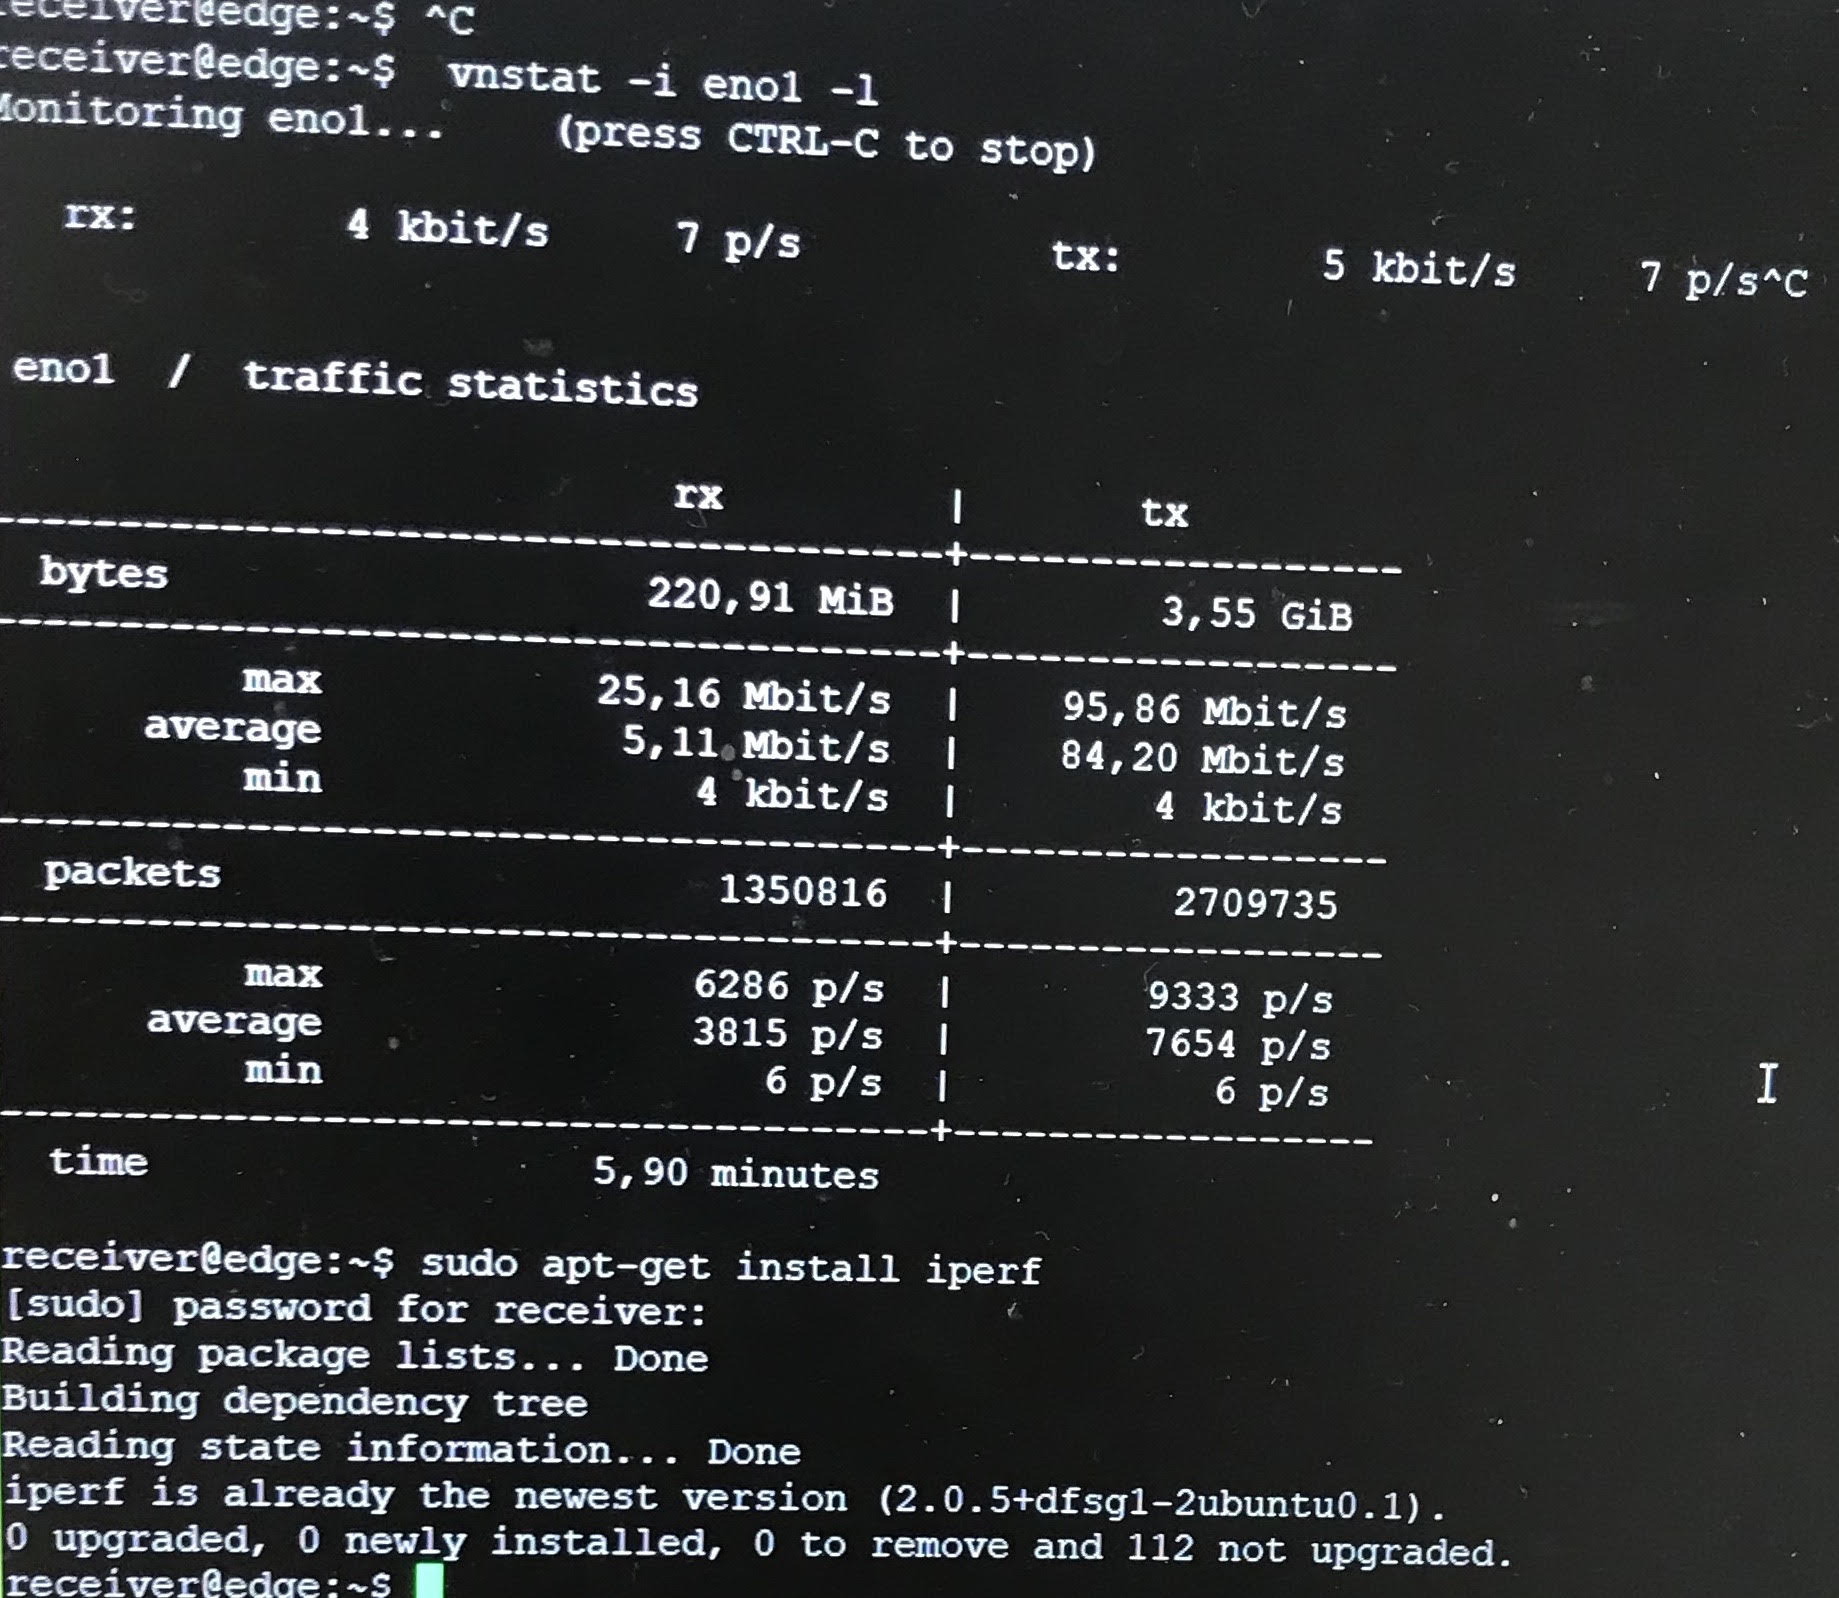 receiver@edge:~$ ^C
receiver@edge:~$  vnstat -i eno1 -l
Monitoring eno1...    (press CTRL-C to stop)
rx:        4 kbit/s     7 p/s          tx:        5 kbit/s     7 p/s^C
eno1  /  traffic statistics
rx         |       tx
--------------------------------------+------------------
bytes                    220,91 MiB  |        3,55 GiB
--------------------------------------+------------------
max            25,16 Mbit/s  |    95,86 Mbit/s
average             5,11 Mbit/s  |    84,20 Mbit/s
min                4 kbit/s  |        4 kbit/s
--------------------------------------+------------------
packets                     1350816  |         2709735
--------------------------------------+------------------
max                6286 p/s  |        9333 p/s
average                3815 p/s  |        7654 p/s
min                   6 p/s  |           6 p/s
--------------------------------------+------------------
time                  5,90 minutes
receiver@edge:~$ sudo apt-get install iperf
[sudo] password for receiver:
Reading package lists... Done
Building dependency tree
Reading state information... Done
iperf is already the newest version (2.0.5+dfsg1-2ubuntu0.1).
0 upgraded, 0 newly installed, 0 to remove and 112 not upgraded.
receiver@edge:~$